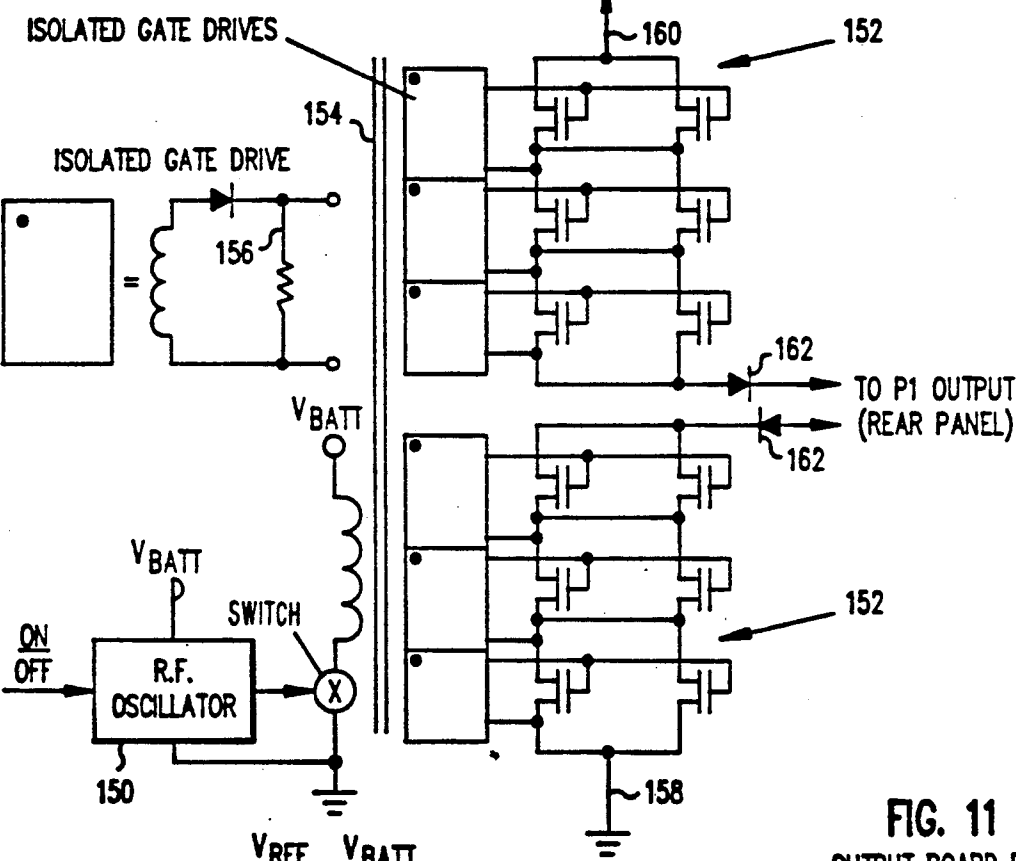 ISOLATED GATE DRIVES
160
152
154
ISOLATED GATE DRIVE
156
=
162
TO P1 OUTPUT
(REAR PANEL)
162
VBATT
VBATT
SWITCH
152
ON
OFF
R.F.
OSCILLATOR
X
150
158
FIG. 11
VREF VBATT
OUTPUT BOARD